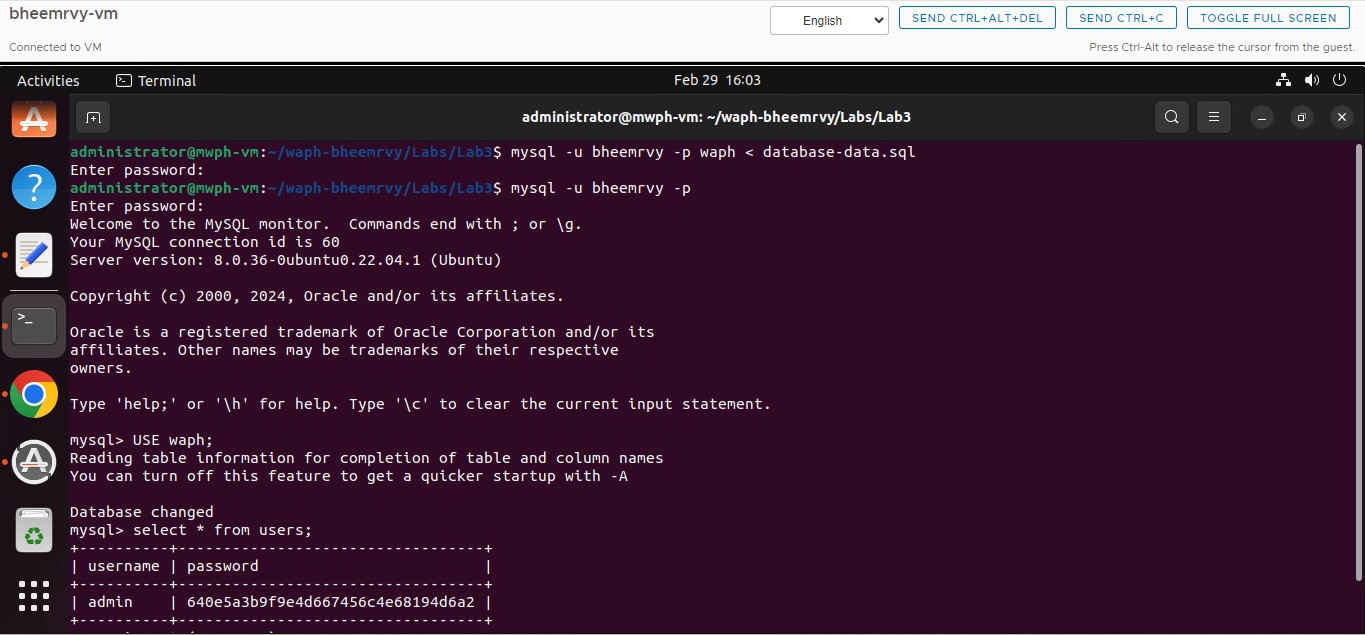 bheemrvy-vm
English
SEND CTRL+ALT+DEL
SEND CTRL+C
TOGGLE FULL SCREEN
Connected to VM
Press Ctrl-Alt to release the cursor from the guest.
Activities
Terminal
Feb 29 16:03
administrator@mwph-vm: ~/waph-bheemrvy/Labs/Lab3
administrator@mwph-vm:~/waph-bheemrvy/Labs/Lab3$ mysql -u bheemrvy -p waph < database-data.sql
Enter password:
administrator@mwph-vm:~/waph-bheemrvy/Labs/Lab3$ mysql -u bheemrvy -p
Enter password:
Welcome to the MySQL monitor.  Commands end with ; or \g.
Your MySQL connection id is 60
Server version: 8.0.36-0ubuntu0.22.04.1 (Ubuntu)
Copyright (c) 2000, 2024, Oracle and/or its affiliates.
Oracle is a registered trademark of Oracle Corporation and/or its
affiliates. Other names may be trademarks of their respective
owners.
Type 'help;' or '\h' for help. Type '\c' to clear the current input statement.
mysql> USE waph;
Reading table information for completion of table and column names
You can turn off this feature to get a quicker startup with -A
Database changed
mysql> select * from users;
+----------+----------------------------------+
| username | password                         |
+----------+----------------------------------+
| admin    | 640e5a3b9f9e4d667456c4e68194d6a2 |
+----------+----------------------------------+